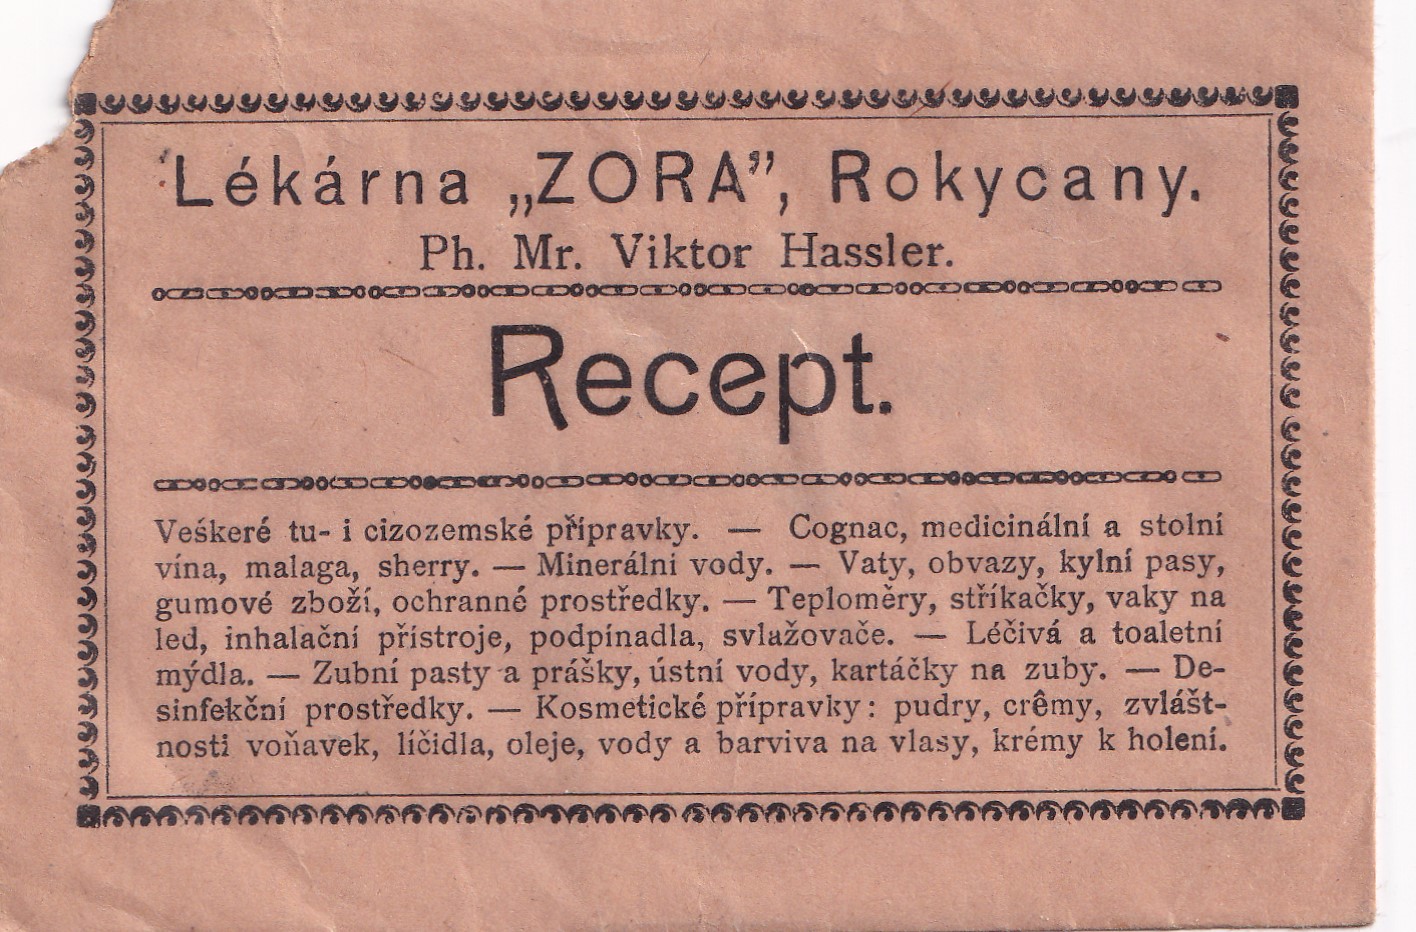 Lékárna „ZORA”, Rokycany.
Ph. Mr. Viktor Hassler.
Recept.
Veškeré tu- i cizozemské přípravky. — Cognac, medicinální a stolní
vína, malaga, sherry. — Minerálni vody. — Vaty, obvazy, kylní pasy,
gumové zboží, ochranné prostředky. — Teploměry, stříkačky, vaky na
led, inhalační přístroje, podpínadla, svlažovače. — Léčivá a toaletní
mýdla. — Zubní pasty a prášky, ústní vody, kartáčky na zuby. — De-
sinfekční prostředky. — Kosmetické přípravky: pudry, crêmy, zvlášt-
nosti voňavek, líčidla, oleje, vody a barviva na vlasy, krémy k holení.